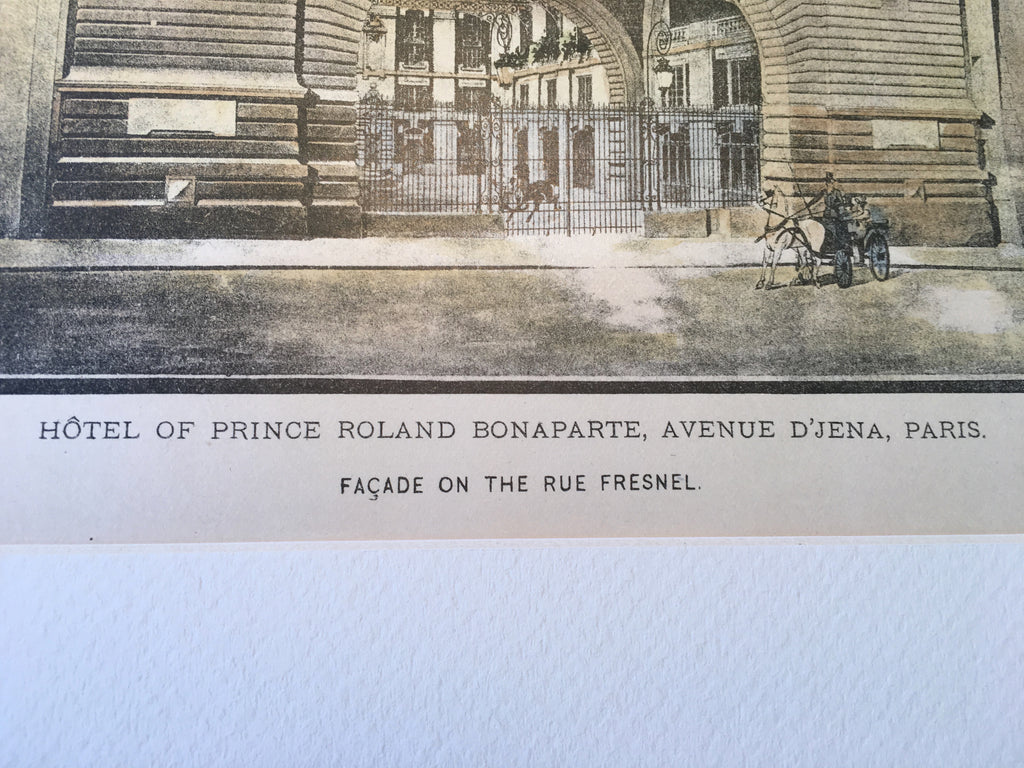 HÔTEL OF PRINCE ROLAND BONAPARTE, AVENUE D'JENA, PARIS.
FAÇADE ON THE RUE FRESNEL.